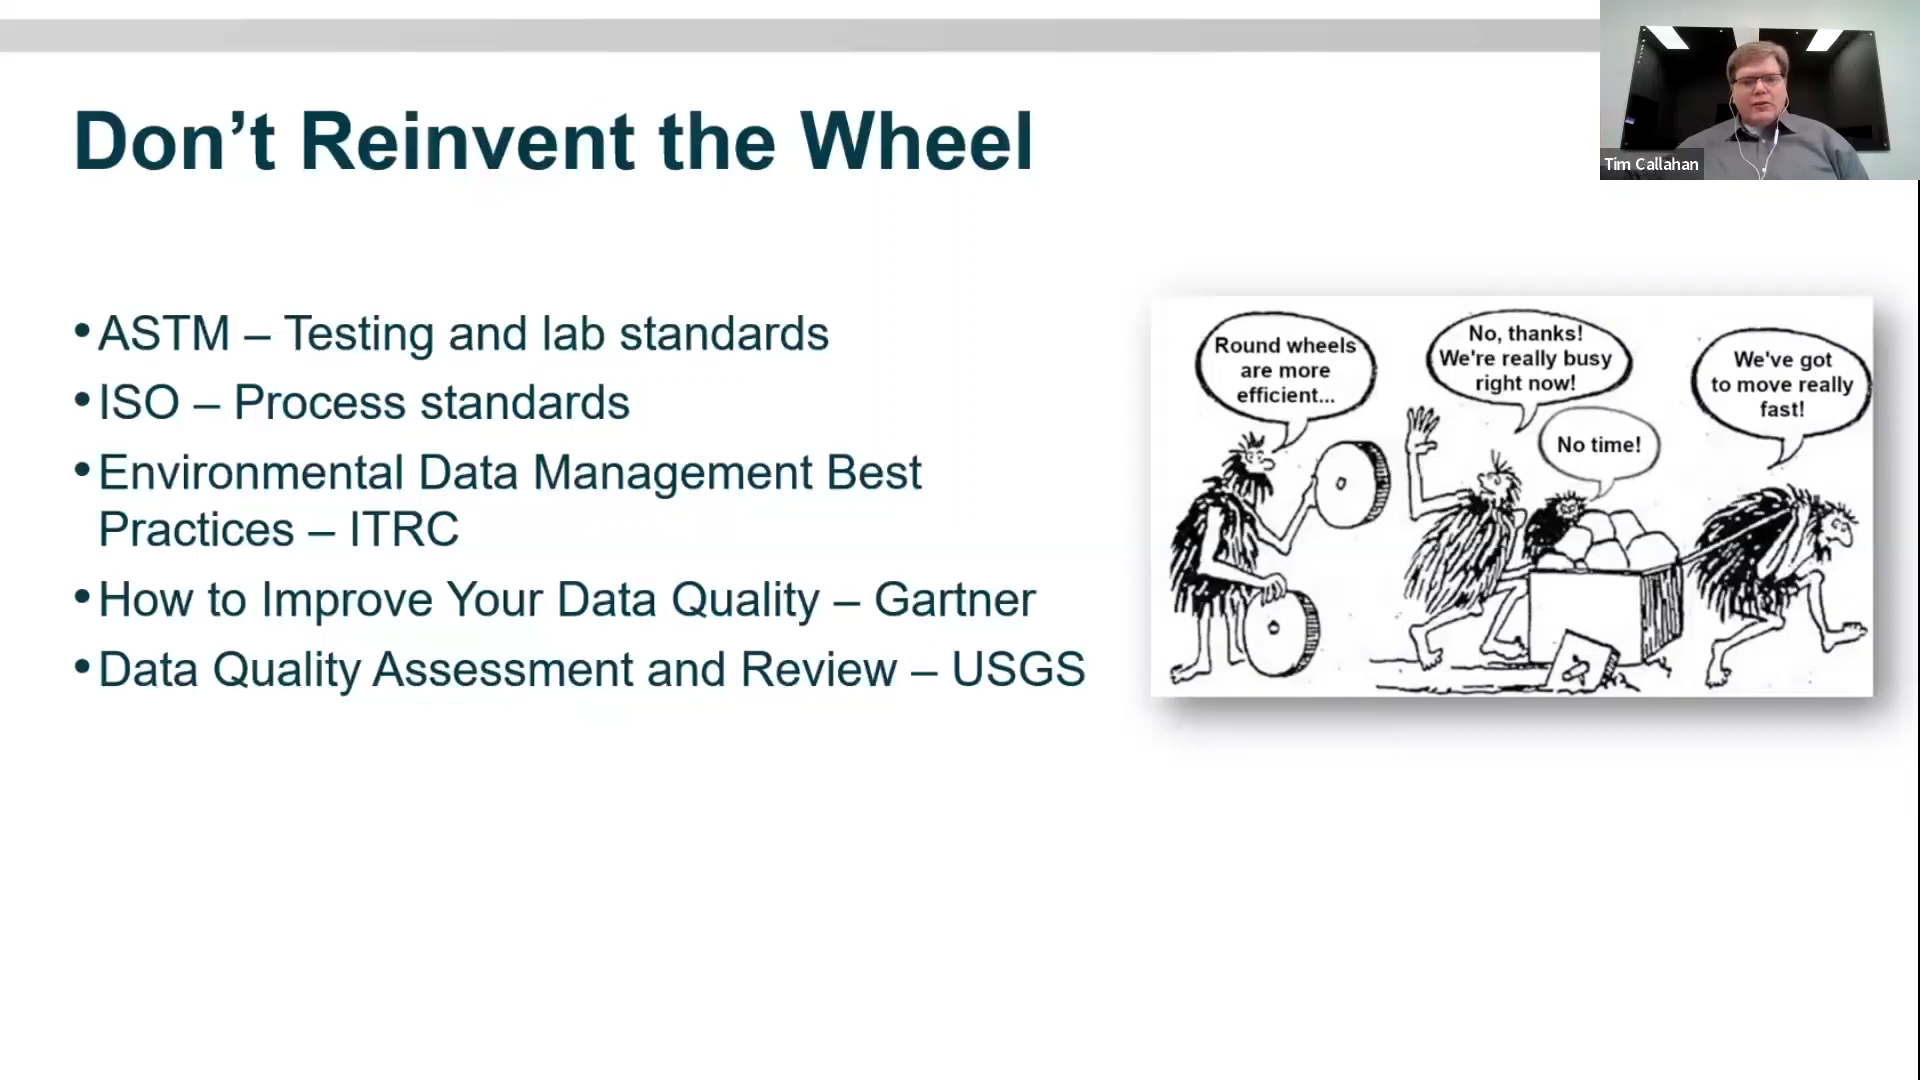 Don’t Reinvent the Wheel
Tim Callahan
•ASTM – Testing and lab standards
•ISO – Process standards
•Environmental Data Management Best
Practices – ITRC
•How to Improve Your Data Quality – Gartner
•Data Quality Assessment and Review – USGS
Round wheels
are more
efficient...
No, thanks!
We're really busy
right now!
No time!
We've got
to move really
fast!